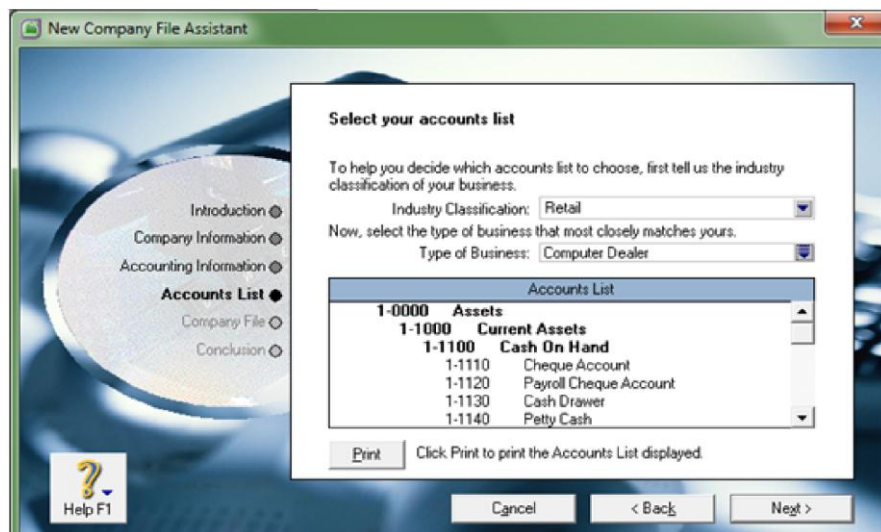 New Company File Assistant
Introduction
Company Information
Accounting Information
Accounts List
Company File
Conclusion
Help F1
Select your accounts list
To help you decide which accounts list to choose, first tell us the industry
classification of your business.
Industry Classification: Retail
Now, select the type of business that most closely matches yours.
Type of Business: Computer Dealer
Accounts List
1-0000 Assets
1-1000 Current Assets
1-1100 Cash On Hand
1-1110 Cheque Account
1-1120 Payroll Cheque Account
1-1130 Cash Drawer
1-1140 Petty Cash
Print Click Print to print the Accounts List displayed.
Cancel < Back Next >